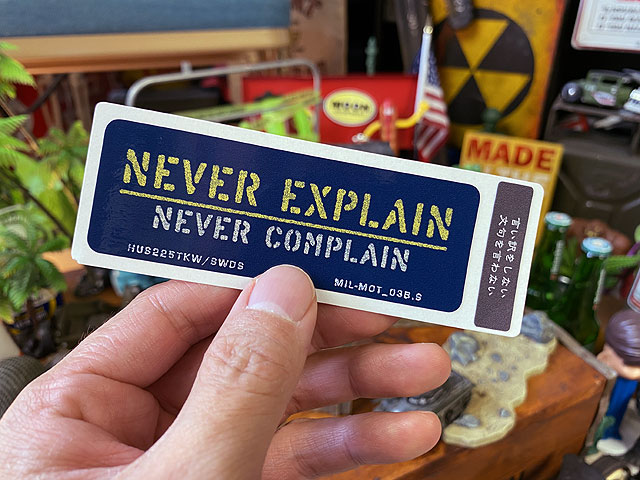 NEVER EXPLAIN
NEVER COMPLAIN
HUS225TKW/SWDS
MIL-MOT_03B.S
言い訳をしない
文句を言わない
MOON
MADE